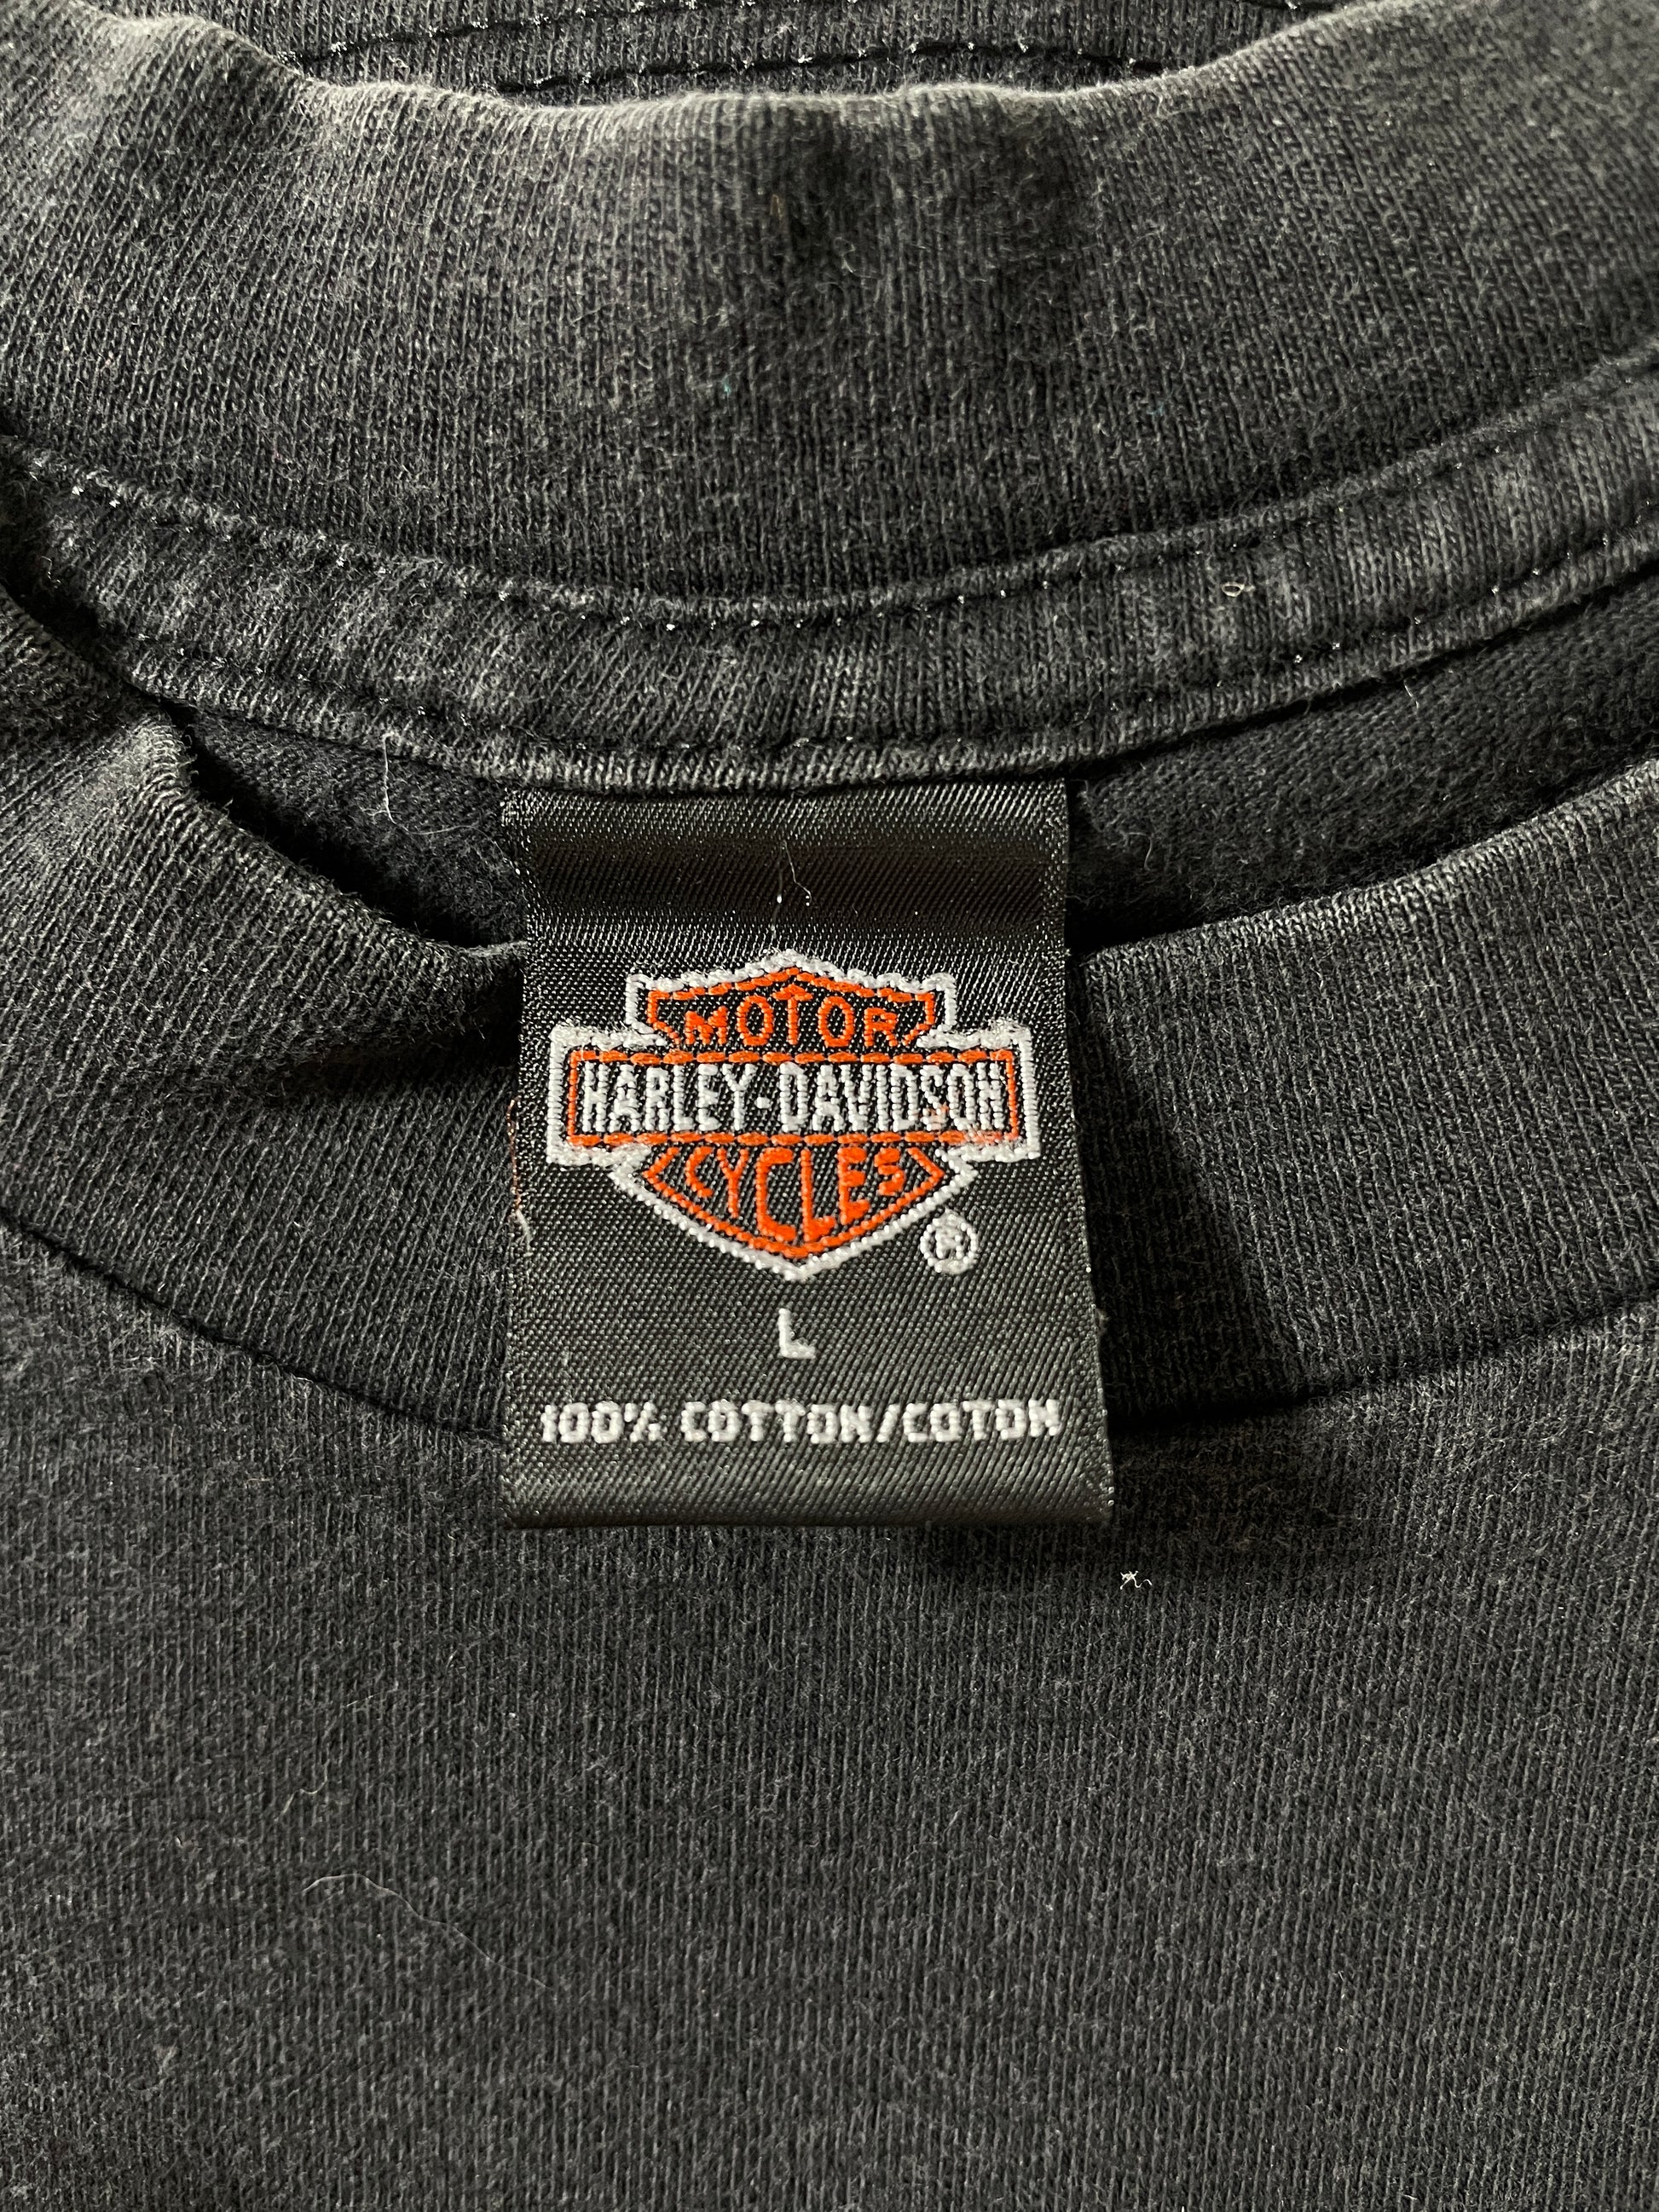 MOTOR
HARLEY-DAVIDSON
CYCLES
®
L
100% COTTON/COTON